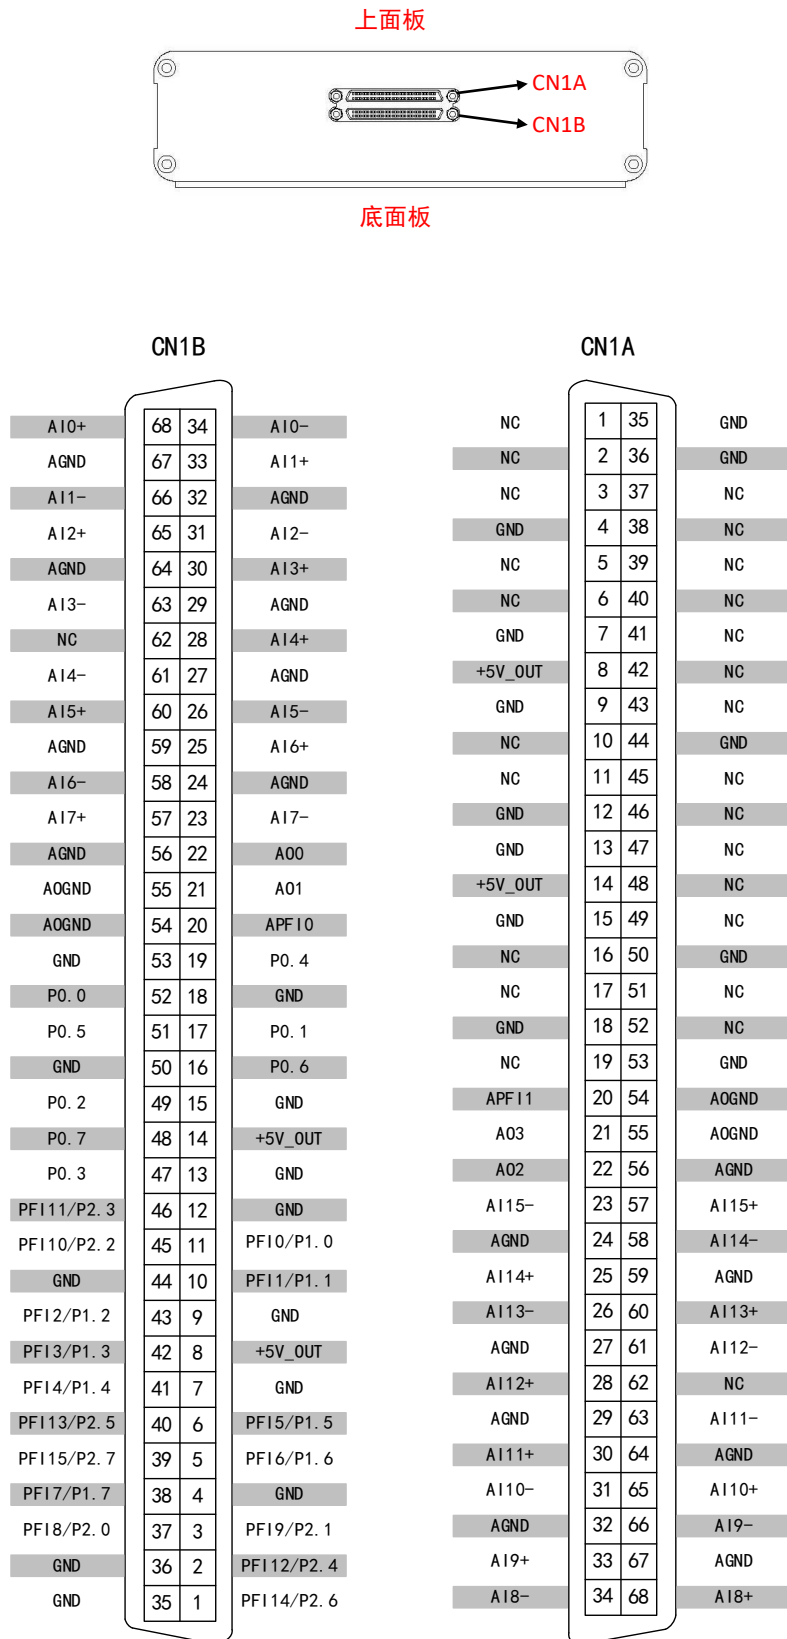 上面板
CN1A
CN1B
底面板
CN1B
AI0+ 68 34 AI0-
AGND 67 33 AI1+
AI1- 66 32 AGND
AI2+ 65 31 AI2-
AGND 64 30 AI3+
AI3- 63 29 AGND
NC 62 28 AI4+
AI4- 61 27 AGND
AI5+ 60 26 AI5-
AGND 59 25 AI6+
AI6- 58 24 AGND
AI7+ 57 23 AI7-
AGND 56 22 AO0
AOGND 55 21 AO1
AOGND 54 20 APFI0
GND 53 19 P0.4
P0.0 52 18 GND
P0.5 51 17 P0.1
GND 50 16 P0.6
P0.2 49 15 GND
P0.7 48 14 +5V_OUT
P0.3 47 13 GND
PFI11/P2.3 46 12 GND
PFI10/P2.2 45 11 PFI0/P1.0
GND 44 10 PFI1/P1.1
PFI2/P1.2 43 9 GND
PFI3/P1.3 42 8 +5V_OUT
PFI4/P1.4 41 7 GND
PFI13/P2.5 40 6 PFI5/P1.5
PFI15/P2.7 39 5 PFI6/P1.6
PFI7/P1.7 38 4 GND
PFI8/P2.0 37 3 PFI9/P2.1
GND 36 2 PFI12/P2.4
GND 35 1 PFI14/P2.6
CN1A
NC 1 35 GND
NC 2 36 GND
NC 3 37 NC
GND 4 38 NC
NC 5 39 NC
NC 6 40 NC
GND 7 41 NC
+5V_OUT 8 42 NC
GND 9 43 NC
NC 10 44 GND
NC 11 45 NC
GND 12 46 NC
GND 13 47 NC
+5V_OUT 14 48 NC
GND 15 49 NC
NC 16 50 GND
NC 17 51 NC
GND 18 52 NC
NC 19 53 GND
APFI1 20 54 AOGND
AO3 21 55 AOGND
AO2 22 56 AGND
AI15- 23 57 AI15+
AGND 24 58 AI14-
AI14+ 25 59 AGND
AI13- 26 60 AI13+
AGND 27 61 AI12-
AI12+ 28 62 NC
AGND 29 63 AI11-
AI11+ 30 64 AGND
AI10- 31 65 AI10+
AGND 32 66 AI9-
AI9+ 33 67 AGND
AI8- 34 68 AI8+